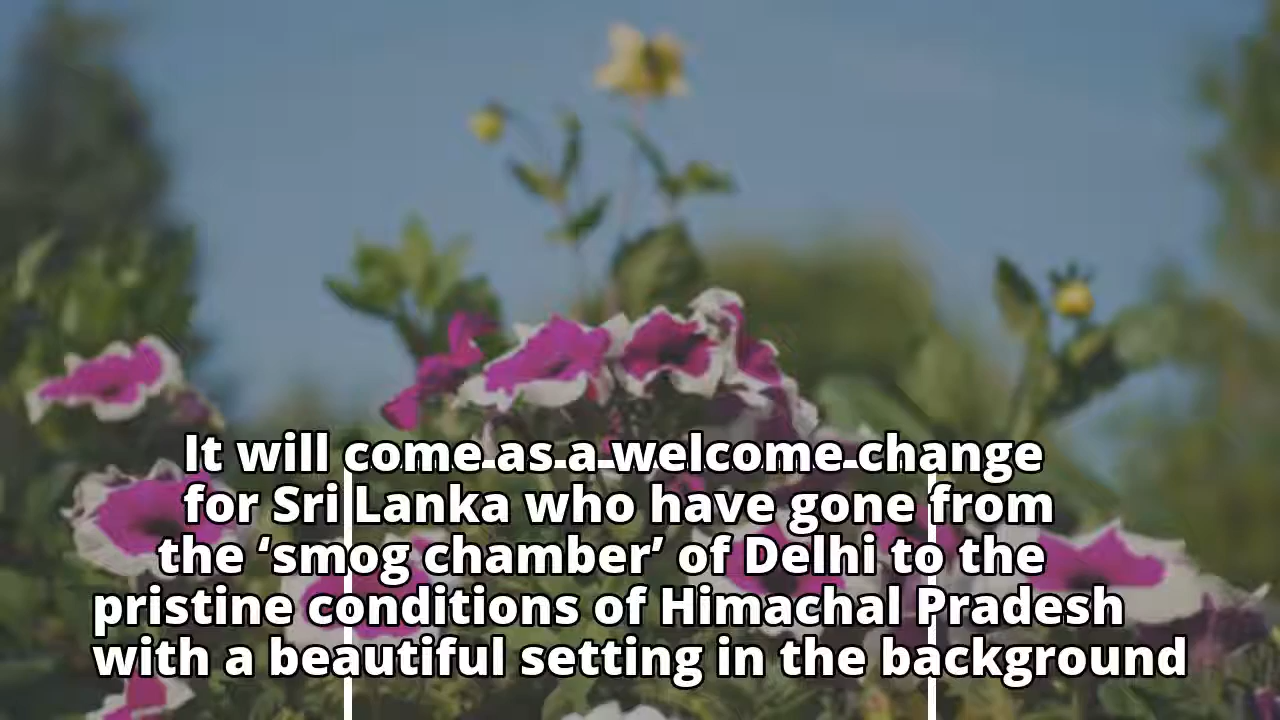 It will come as a welcome change
for Sri Lanka who have gone from
the ‘smog chamber’ of Delhi to the
pristine conditions of Himachal Pradesh
with a beautiful setting in the background